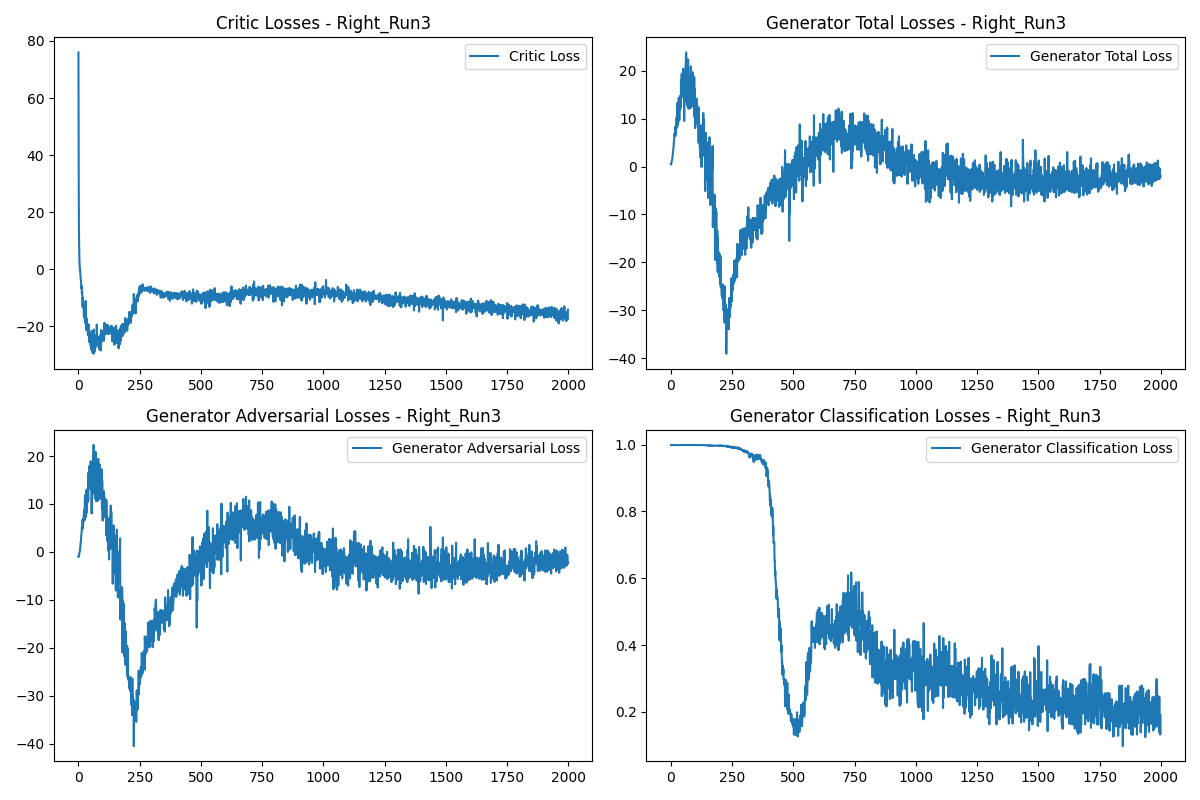 Critic Losses - Right_Run3
Critic Loss
80
60
40
20
0
−20
0 250 500 750 1000 1250 1500 1750 2000
Generator Total Losses - Right_Run3
Generator Total Loss
20
10
0
−10
−20
−30
−40
0 250 500 750 1000 1250 1500 1750 2000
Generator Adversarial Losses - Right_Run3
Generator Adversarial Loss
20
10
0
−10
−20
−30
−40
0 250 500 750 1000 1250 1500 1750 2000
Generator Classification Losses - Right_Run3
Generator Classification Loss
1.0
0.8
0.6
0.4
0.2
0 250 500 750 1000 1250 1500 1750 2000